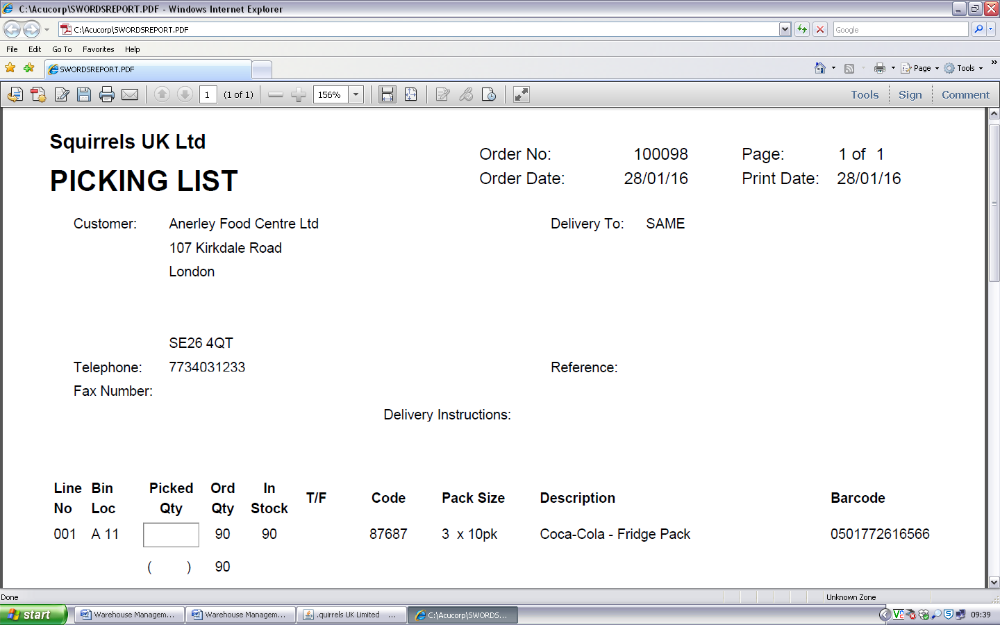 C:\Acucorp\SWORDSREPORT.PDF - Windows Internet Explorer
C:\Acucorp\SWORDSREPORT.PDF
Google
File Edit Go To Favorites Help
SWORDSREPORT.PDF
Page Tools »
1 (1 of 1) 156% Tools Sign Comment
Squirrels UK Ltd
PICKING LIST
Order No: 100098 Page: 1 of 1
Order Date: 28/01/16 Print Date: 28/01/16
Customer: Anerley Food Centre Ltd Delivery To: SAME
107 Kirkdale Road
London
SE26 4QT
Telephone: 7734031233 Reference:
Fax Number:
Delivery Instructions:
Line No Bin Loc Picked Qty Ord Qty In Stock T/F Code Pack Size Description Barcode
001 A 11 90 90 87687 3 x 10pk Coca-Cola - Fridge Pack 0501772616566
( ) 90
Done Unknown Zone
start Warehouse Managem... Warehouse Managem... .quirrels UK Limited ... C:\Acucorp\SWORDS... 09:39